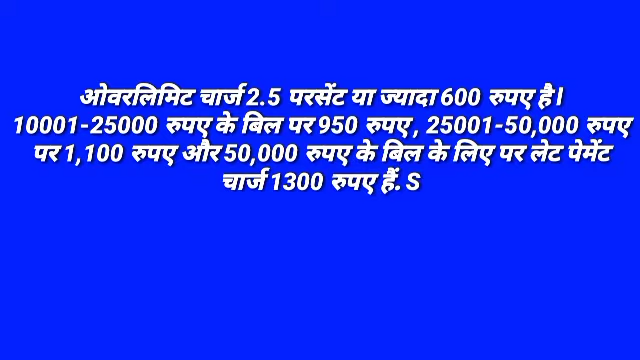 ओवरलिमिट चार्ज 2.5 परसेंट या ज्यादा 600 रुपए है l
10001-25000 रुपए के बिल पर 950 रुपए , 25001-50,000 रुपए
पर 1,100 रुपए और 50,000 रुपए के बिल के लिए पर लेट पेमेंट
चार्ज 1300 रुपए हैं. S